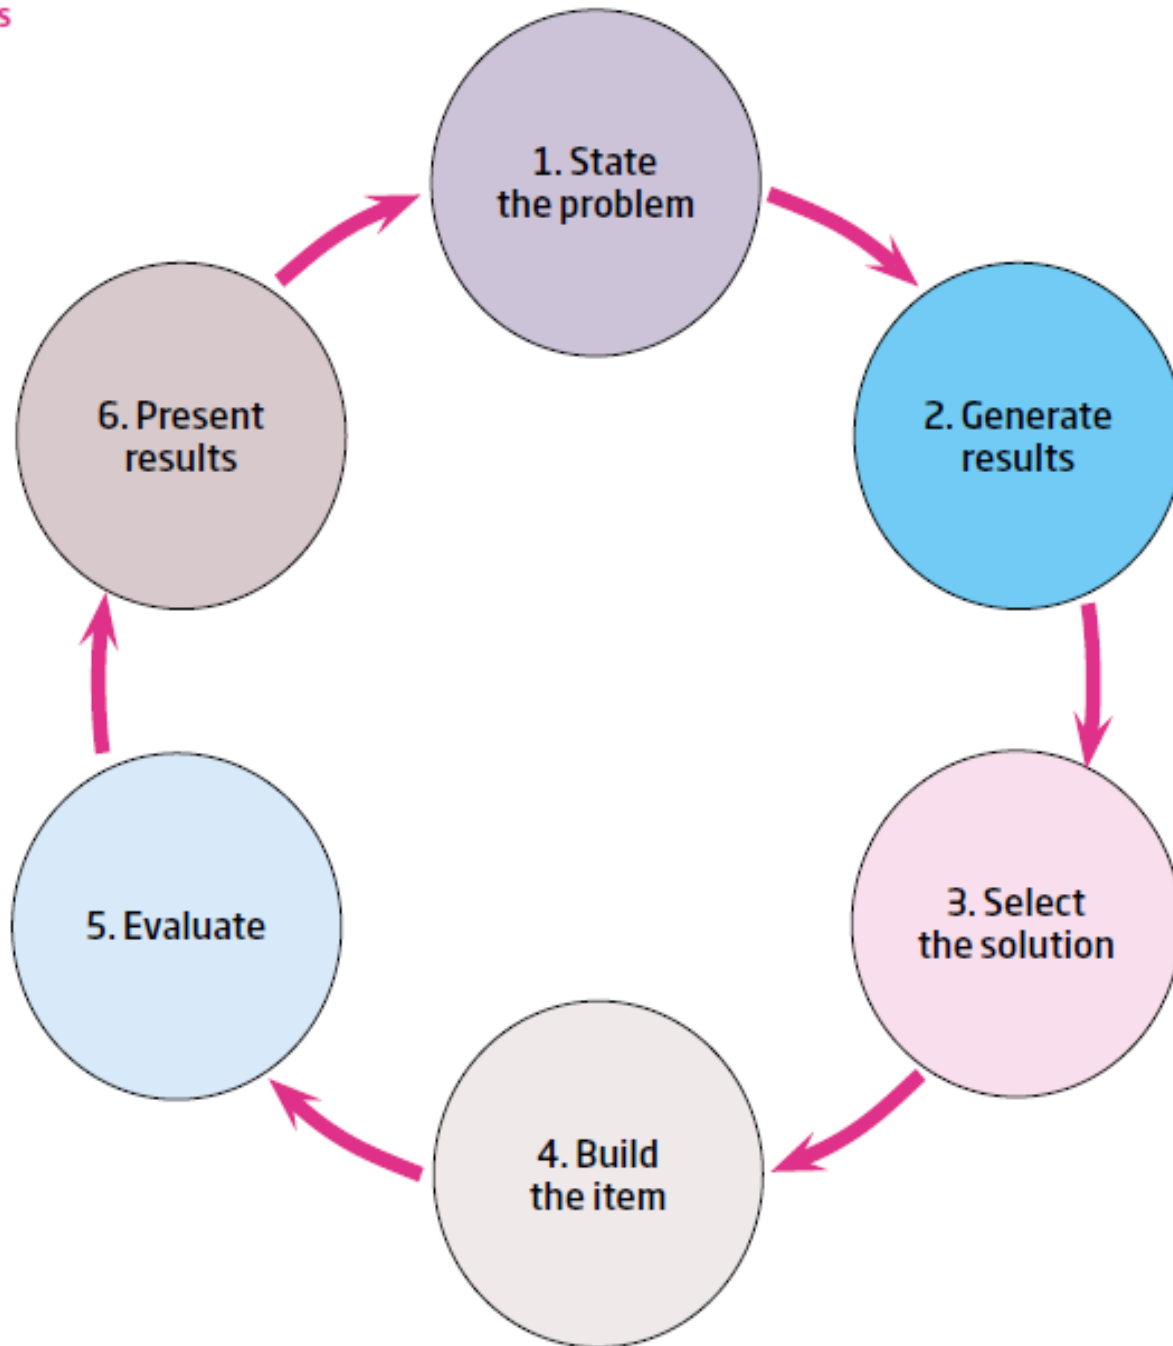 1. State
the problem
2. Generate
results
3. Select
the solution
4. Build
the item
5. Evaluate
6. Present
results